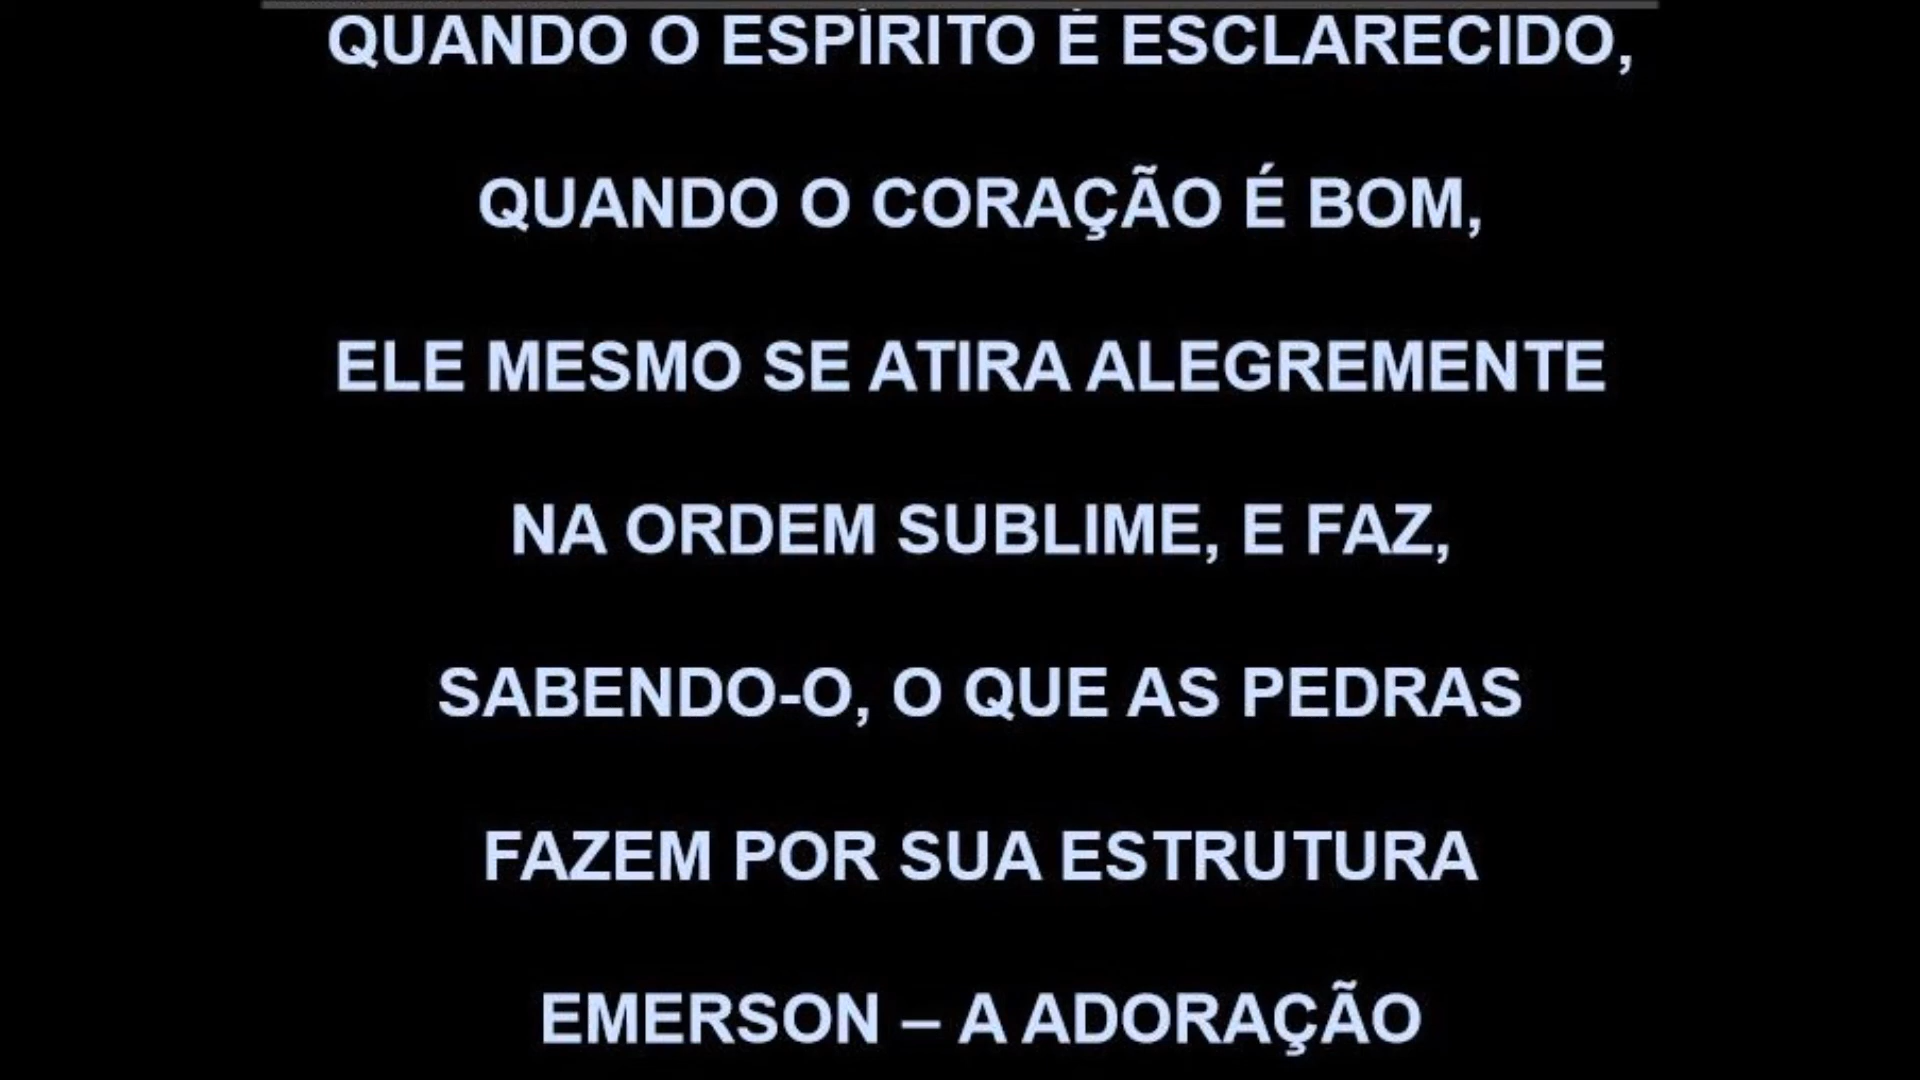 QUANDO O ESPÍRITO É ESCLARECIDO,
QUANDO O CORAÇÃO É BOM,
ELE MESMO SE ATIRA ALEGREMENTE
NA ORDEM SUBLIME, E FAZ,
SABENDO-O, O QUE AS PEDRAS
FAZEM POR SUA ESTRUTURA
EMERSON – A ADORAÇÃO